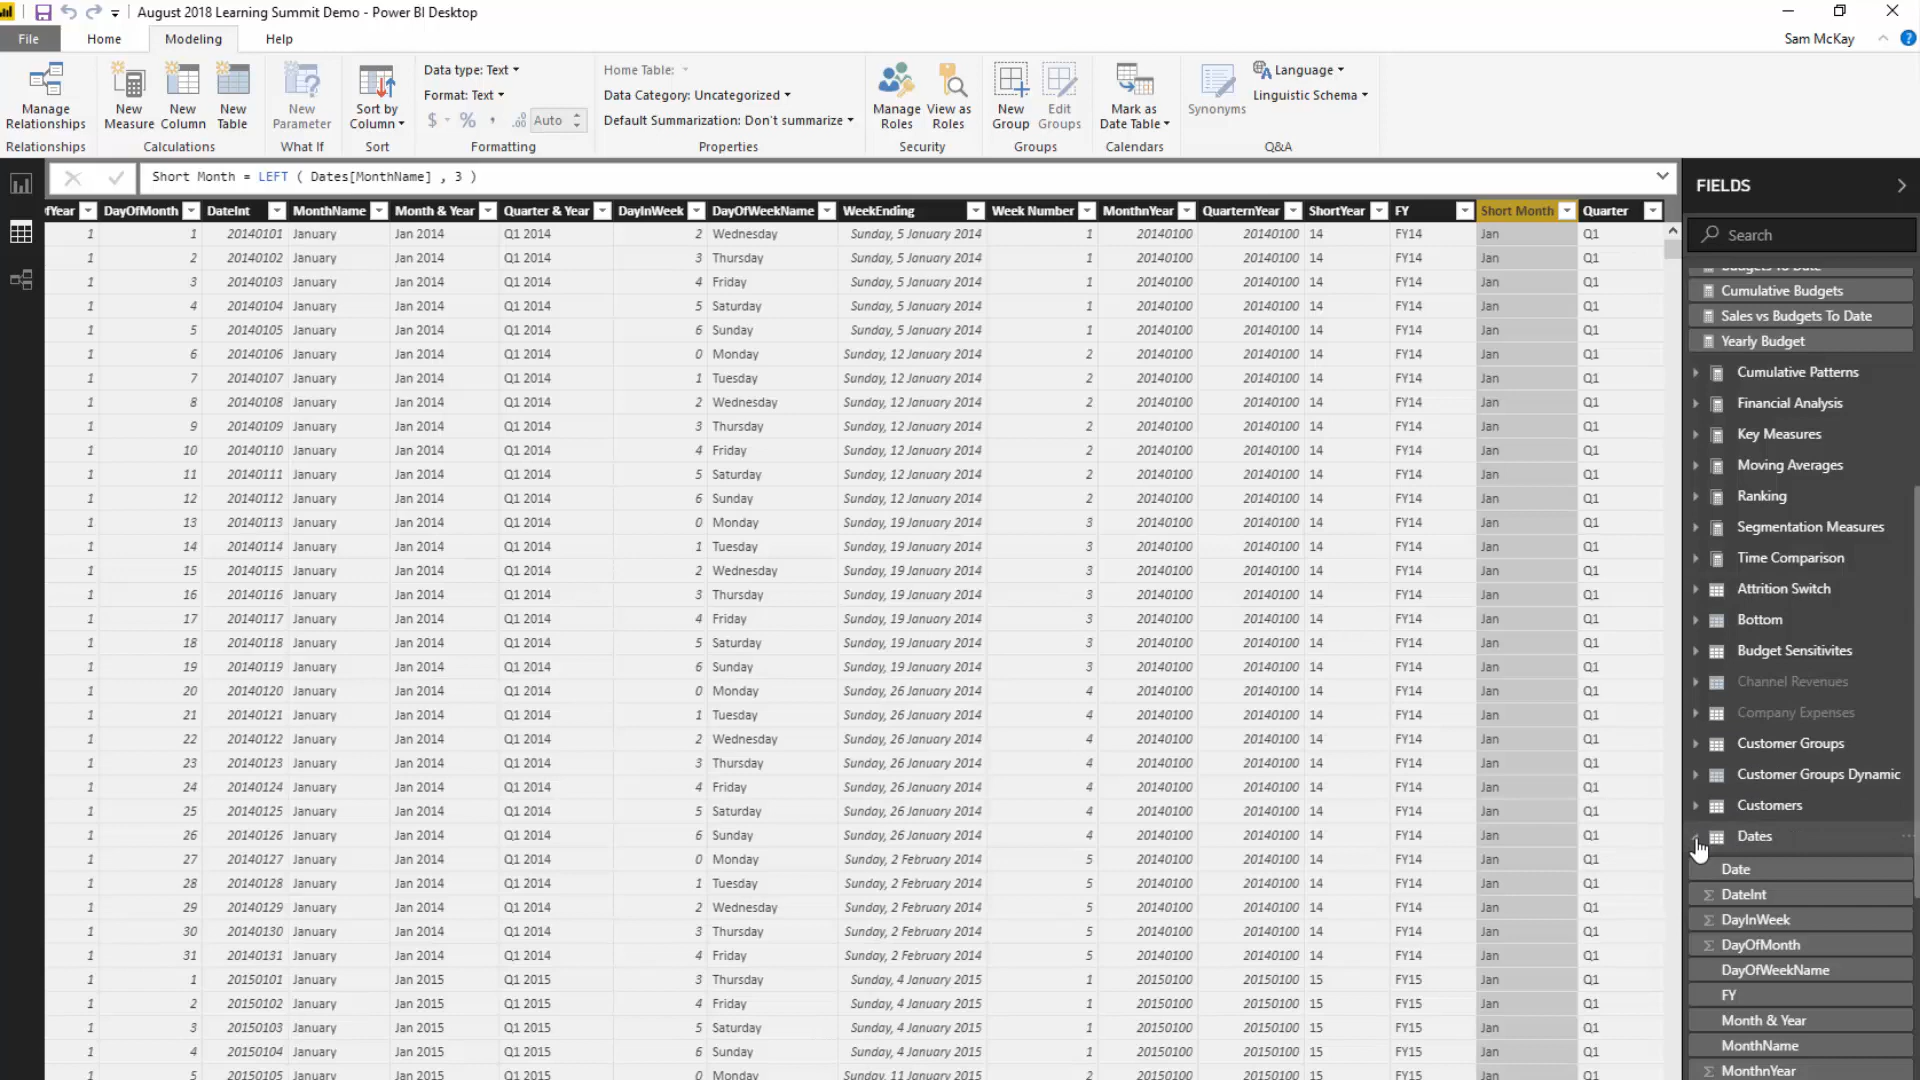 August 2018 Learning Summit Demo - Power BI Desktop
File Home Modeling Help Sam McKay
Manage Relationships
New Measure
New Column
New Table
New Parameter
Sort by Column
Data type: Text
Format: Text
$ % , .00 Auto
Home Table:
Data Category: Uncategorized
Default Summarization: Don't summarize
Manage Roles
View as Roles
New Group
Edit Groups
Mark as Date Table
Synonyms
Language
Linguistic Schema
Relationships Calculations What If Sort Formatting Properties Security Groups Calendars Q&A
Short Month = LEFT ( Dates[MonthName] , 3 )
fYear DayOfMonth DateInt MonthName Month & Year Quarter & Year DayInWeek DayOfWeekName WeekEnding Week Number MonthnYear QuarternYear ShortYear FY Short Month Quarter
1 1 20140101 January Jan 2014 Q1 2014 2 Wednesday Sunday, 5 January 2014 1 20140100 20140100 14 FY14 Jan Q1
1 2 20140102 January Jan 2014 Q1 2014 3 Thursday Sunday, 5 January 2014 1 20140100 20140100 14 FY14 Jan Q1
1 3 20140103 January Jan 2014 Q1 2014 4 Friday Sunday, 5 January 2014 1 20140100 20140100 14 FY14 Jan Q1
1 4 20140104 January Jan 2014 Q1 2014 5 Saturday Sunday, 5 January 2014 1 20140100 20140100 14 FY14 Jan Q1
1 5 20140105 January Jan 2014 Q1 2014 6 Sunday Sunday, 5 January 2014 1 20140100 20140100 14 FY14 Jan Q1
1 6 20140106 January Jan 2014 Q1 2014 0 Monday Sunday, 12 January 2014 2 20140100 20140100 14 FY14 Jan Q1
1 7 20140107 January Jan 2014 Q1 2014 1 Tuesday Sunday, 12 January 2014 2 20140100 20140100 14 FY14 Jan Q1
1 8 20140108 January Jan 2014 Q1 2014 2 Wednesday Sunday, 12 January 2014 2 20140100 20140100 14 FY14 Jan Q1
1 9 20140109 January Jan 2014 Q1 2014 3 Thursday Sunday, 12 January 2014 2 20140100 20140100 14 FY14 Jan Q1
1 10 20140110 January Jan 2014 Q1 2014 4 Friday Sunday, 12 January 2014 2 20140100 20140100 14 FY14 Jan Q1
1 11 20140111 January Jan 2014 Q1 2014 5 Saturday Sunday, 12 January 2014 2 20140100 20140100 14 FY14 Jan Q1
1 12 20140112 January Jan 2014 Q1 2014 6 Sunday Sunday, 12 January 2014 2 20140100 20140100 14 FY14 Jan Q1
1 13 20140113 January Jan 2014 Q1 2014 0 Monday Sunday, 19 January 2014 3 20140100 20140100 14 FY14 Jan Q1
1 14 20140114 January Jan 2014 Q1 2014 1 Tuesday Sunday, 19 January 2014 3 20140100 20140100 14 FY14 Jan Q1
1 15 20140115 January Jan 2014 Q1 2014 2 Wednesday Sunday, 19 January 2014 3 20140100 20140100 14 FY14 Jan Q1
1 16 20140116 January Jan 2014 Q1 2014 3 Thursday Sunday, 19 January 2014 3 20140100 20140100 14 FY14 Jan Q1
1 17 20140117 January Jan 2014 Q1 2014 4 Friday Sunday, 19 January 2014 3 20140100 20140100 14 FY14 Jan Q1
1 18 20140118 January Jan 2014 Q1 2014 5 Saturday Sunday, 19 January 2014 3 20140100 20140100 14 FY14 Jan Q1
1 19 20140119 January Jan 2014 Q1 2014 6 Sunday Sunday, 19 January 2014 3 20140100 20140100 14 FY14 Jan Q1
1 20 20140120 January Jan 2014 Q1 2014 0 Monday Sunday, 26 January 2014 4 20140100 20140100 14 FY14 Jan Q1
1 21 20140121 January Jan 2014 Q1 2014 1 Tuesday Sunday, 26 January 2014 4 20140100 20140100 14 FY14 Jan Q1
1 22 20140122 January Jan 2014 Q1 2014 2 Wednesday Sunday, 26 January 2014 4 20140100 20140100 14 FY14 Jan Q1
1 23 20140123 January Jan 2014 Q1 2014 3 Thursday Sunday, 26 January 2014 4 20140100 20140100 14 FY14 Jan Q1
1 24 20140124 January Jan 2014 Q1 2014 4 Friday Sunday, 26 January 2014 4 20140100 20140100 14 FY14 Jan Q1
1 25 20140125 January Jan 2014 Q1 2014 5 Saturday Sunday, 26 January 2014 4 20140100 20140100 14 FY14 Jan Q1
1 26 20140126 January Jan 2014 Q1 2014 6 Sunday Sunday, 26 January 2014 4 20140100 20140100 14 FY14 Jan Q1
1 27 20140127 January Jan 2014 Q1 2014 0 Monday Sunday, 2 February 2014 5 20140100 20140100 14 FY14 Jan Q1
1 28 20140128 January Jan 2014 Q1 2014 1 Tuesday Sunday, 2 February 2014 5 20140100 20140100 14 FY14 Jan Q1
1 29 20140129 January Jan 2014 Q1 2014 2 Wednesday Sunday, 2 February 2014 5 20140100 20140100 14 FY14 Jan Q1
1 30 20140130 January Jan 2014 Q1 2014 3 Thursday Sunday, 2 February 2014 5 20140100 20140100 14 FY14 Jan Q1
1 31 20140131 January Jan 2014 Q1 2014 4 Friday Sunday, 2 February 2014 5 20140100 20140100 14 FY14 Jan Q1
1 1 20150101 January Jan 2015 Q1 2015 3 Thursday Sunday, 4 January 2015 1 20150100 20150100 15 FY15 Jan Q1
1 2 20150102 January Jan 2015 Q1 2015 4 Friday Sunday, 4 January 2015 1 20150100 20150100 15 FY15 Jan Q1
1 3 20150103 January Jan 2015 Q1 2015 5 Saturday Sunday, 4 January 2015 1 20150100 20150100 15 FY15 Jan Q1
1 4 20150104 January Jan 2015 Q1 2015 6 Sunday Sunday, 4 January 2015 1 20150100 20150100 15 FY15 Jan Q1
1 5 20150105 January Jan 2015 Q1 2015 0 Monday Sunday, 11 January 2015 2 20150100 20150100 15 FY15 Jan Q1
FIELDS
Search
Budgets To Date
Cumulative Budgets
Sales vs Budgets To Date
Yearly Budget
Cumulative Patterns
Financial Analysis
Key Measures
Moving Averages
Ranking
Segmentation Measures
Time Comparison
Attrition Switch
Bottom
Budget Sensitivites
Channel Revenues
Company Expenses
Customer Groups
Customer Groups Dynamic
Customers
Dates
Date
DateInt
DayInWeek
DayOfMonth
DayOfWeekName
FY
Month & Year
MonthName
MonthnYear